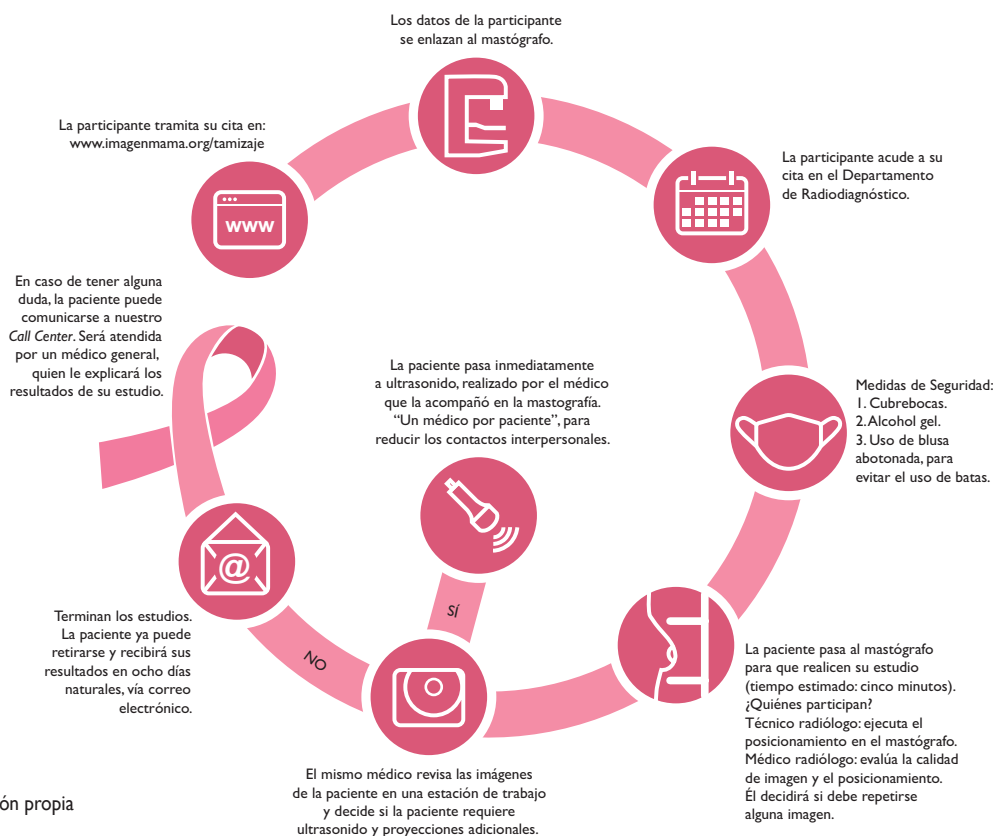 Los datos de la participante
se enlazan al mastógrafo.
La participante tramita su cita en:
www.imagenmama.org/tamizaje
www
La participante acude a su
cita en el Departamento
de Radiodiagnóstico.
Medidas de Seguridad:
1. Cubrebocas.
2. Alcohol gel.
3. Uso de blusa
abotonada, para
evitar el uso de batas.
La paciente pasa al mastógrafo
para que realicen su estudio
(tiempo estimado: cinco minutos).
¿Quiénes participan?
Técnico radiólogo: ejecuta el
posicionamiento en el mastógrafo.
Médico radiólogo: evalúa la calidad
de imagen y el posicionamiento.
Él decidirá si debe repetirse
alguna imagen.
El mismo médico revisa las imágenes
de la paciente en una estación de trabajo
y decide si la paciente requiere
ultrasonido y proyecciones adicionales.
SÍ
La paciente pasa inmediatamente
a ultrasonido, realizado por el médico
que la acompañó en la mastografía.
“Un médico por paciente”, para
reducir los contactos interpersonales.
NO
@
Terminan los estudios.
La paciente ya puede
retirarse y recibirá sus
resultados en ocho días
naturales, vía correo
electrónico.
En caso de tener alguna
duda, la paciente puede
comunicarse a nuestro
Call Center. Será atendida
por un médico general,
quien le explicará los
resultados de su estudio.
ón propia